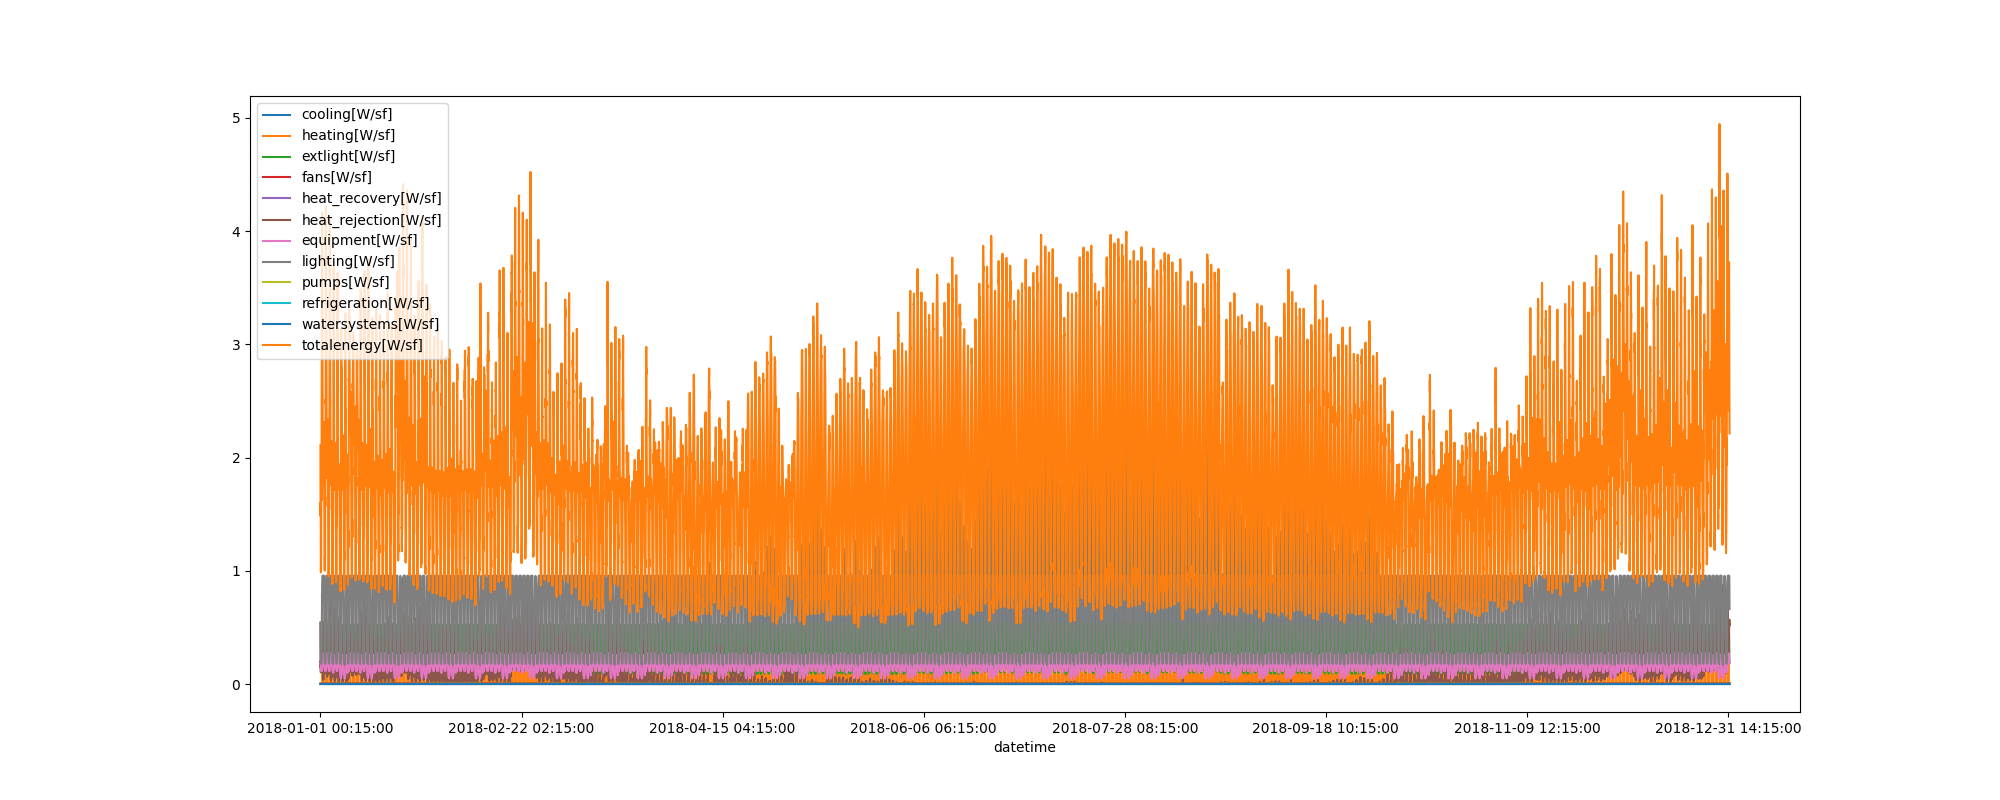 5
4
3
2
1
0
cooling[W/sf]
heating[W/sf]
extlight[W/sf]
fans[W/sf]
heat_recovery[W/sf]
heat_rejection[W/sf]
equipment[W/sf]
lighting[W/sf]
pumps[W/sf]
refrigeration[W/sf]
watersystems[W/sf]
totalenergy[W/sf]
2018-01-01 00:15:00 2018-02-22 02:15:00 2018-04-15 04:15:00 2018-06-06 06:15:00 2018-07-28 08:15:00 2018-09-18 10:15:00 2018-11-09 12:15:00 2018-12-31 14:15:00
datetime